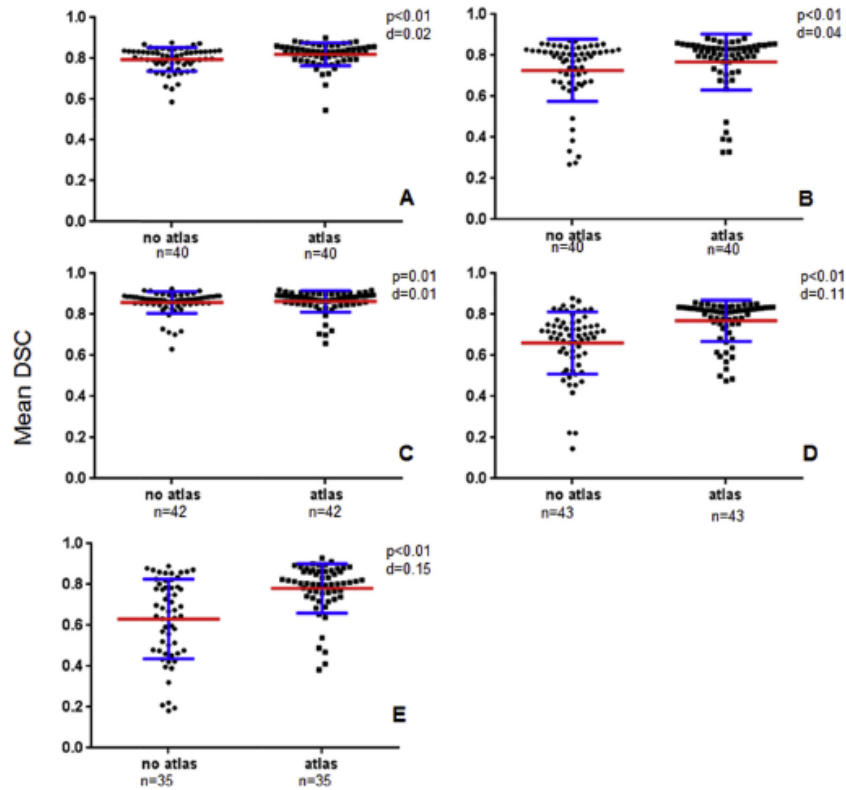 Mean DSC
1.0
0.8
0.6
0.4
0.2
0.0
p<0.01
d=0.02
A
no atlas
atlas
n=40
n=40
1.0
0.8
0.6
0.4
0.2
0.0
p<0.01
d=0.04
B
no atlas
atlas
n=40
n=40
1.0
0.8
0.6
0.4
0.2
0.0
p=0.01
d=0.01
C
no atlas
atlas
n=42
n=42
1.0
0.8
0.6
0.4
0.2
0.0
p<0.01
d=0.11
D
no atlas
atlas
n=43
n=43
1.0
0.8
0.6
0.4
0.2
0.0
p<0.01
d=0.15
E
no atlas
atlas
n=35
n=35